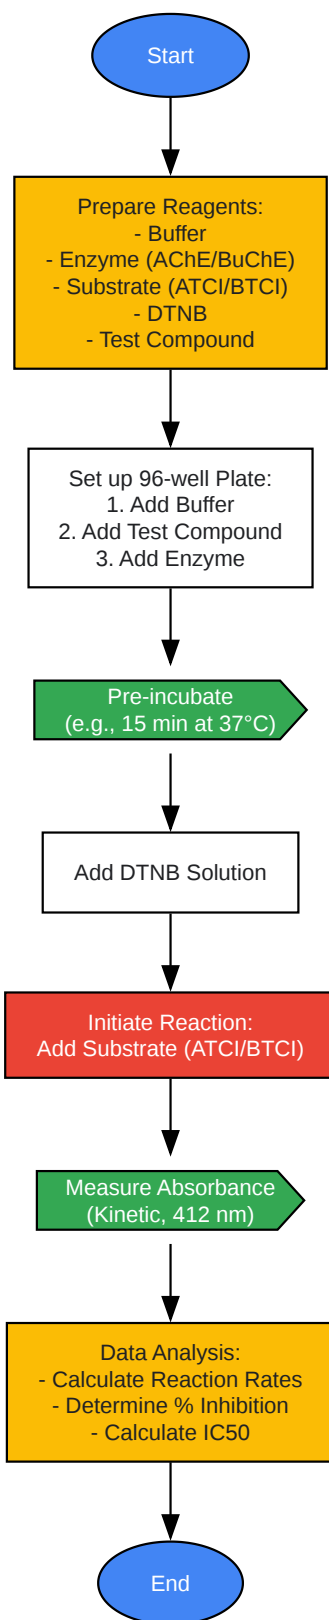 Start
Prepare Reagents:
- Buffer
- Enzyme (AChE/BuChE)
- Substrate (ATCI/BTCI)
- DTNB
- Test Compound
Set up 96-well Plate:
1. Add Buffer
2. Add Test Compound
3. Add Enzyme
Pre-incubate
(e.g., 15 min at 37°C)
Add DTNB Solution
Initiate Reaction:
Add Substrate (ATCI/BTCI)
Measure Absorbance
(Kinetic, 412 nm)
Data Analysis:
- Calculate Reaction Rates
- Determine % Inhibition
- Calculate IC50
End